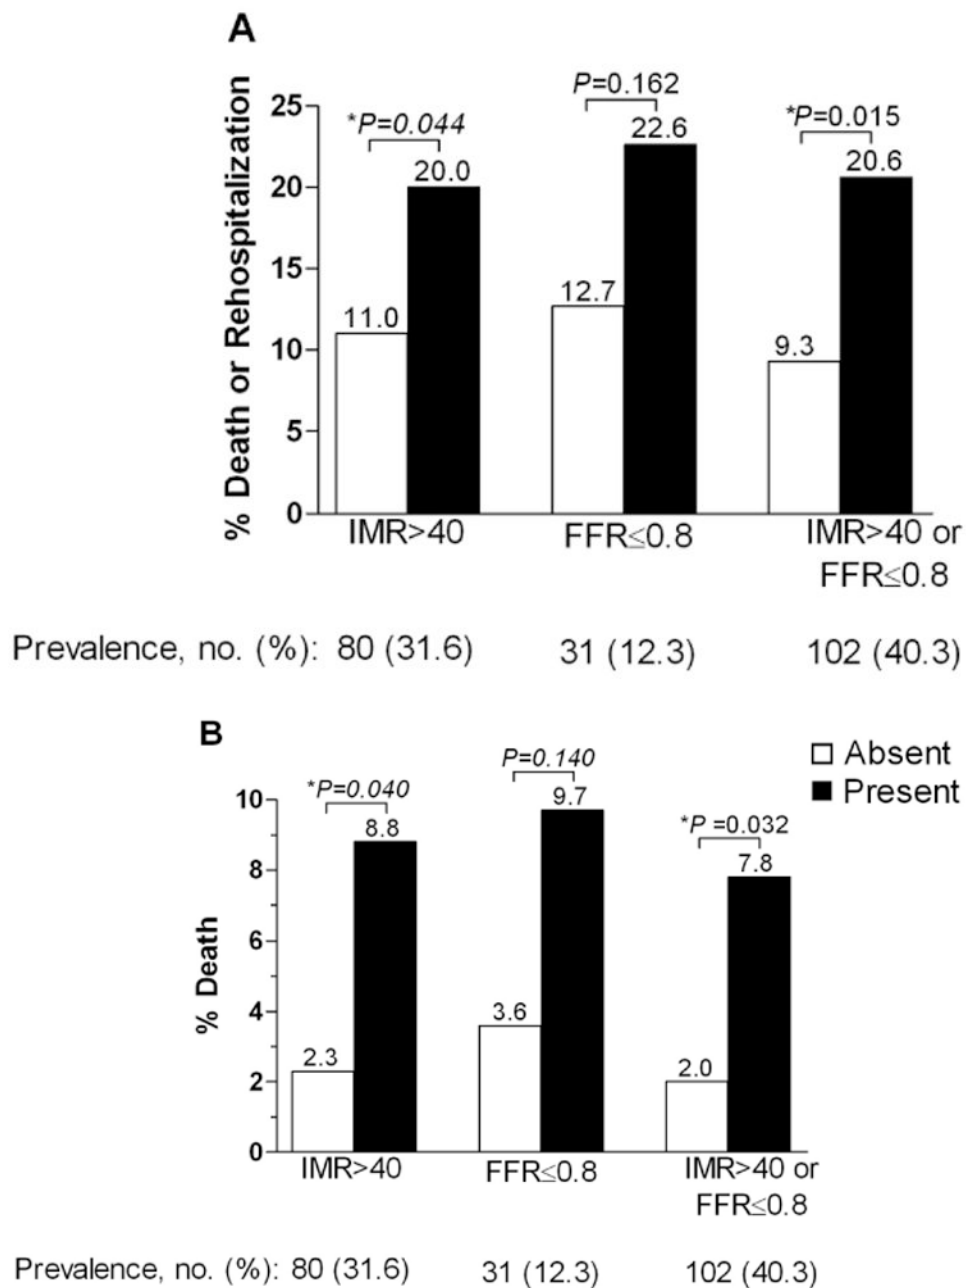 A
% Death or Rehospitalization
25
20
15
10
5
0
*P=0.044
P=0.162
*P=0.015
11.0
20.0
12.7
22.6
9.3
20.6
IMR>40
FFR≤0.8
IMR>40 or
FFR≤0.8
Prevalence, no. (%): 80 (31.6) 31 (12.3) 102 (40.3)
B
Absent
Present
% Death
10
8
6
4
2
0
*P=0.040
P=0.140
*P =0.032
2.3
8.8
3.6
9.7
2.0
7.8
IMR>40
FFR≤0.8
IMR>40 or
FFR≤0.8
Prevalence, no. (%): 80 (31.6) 31 (12.3) 102 (40.3)